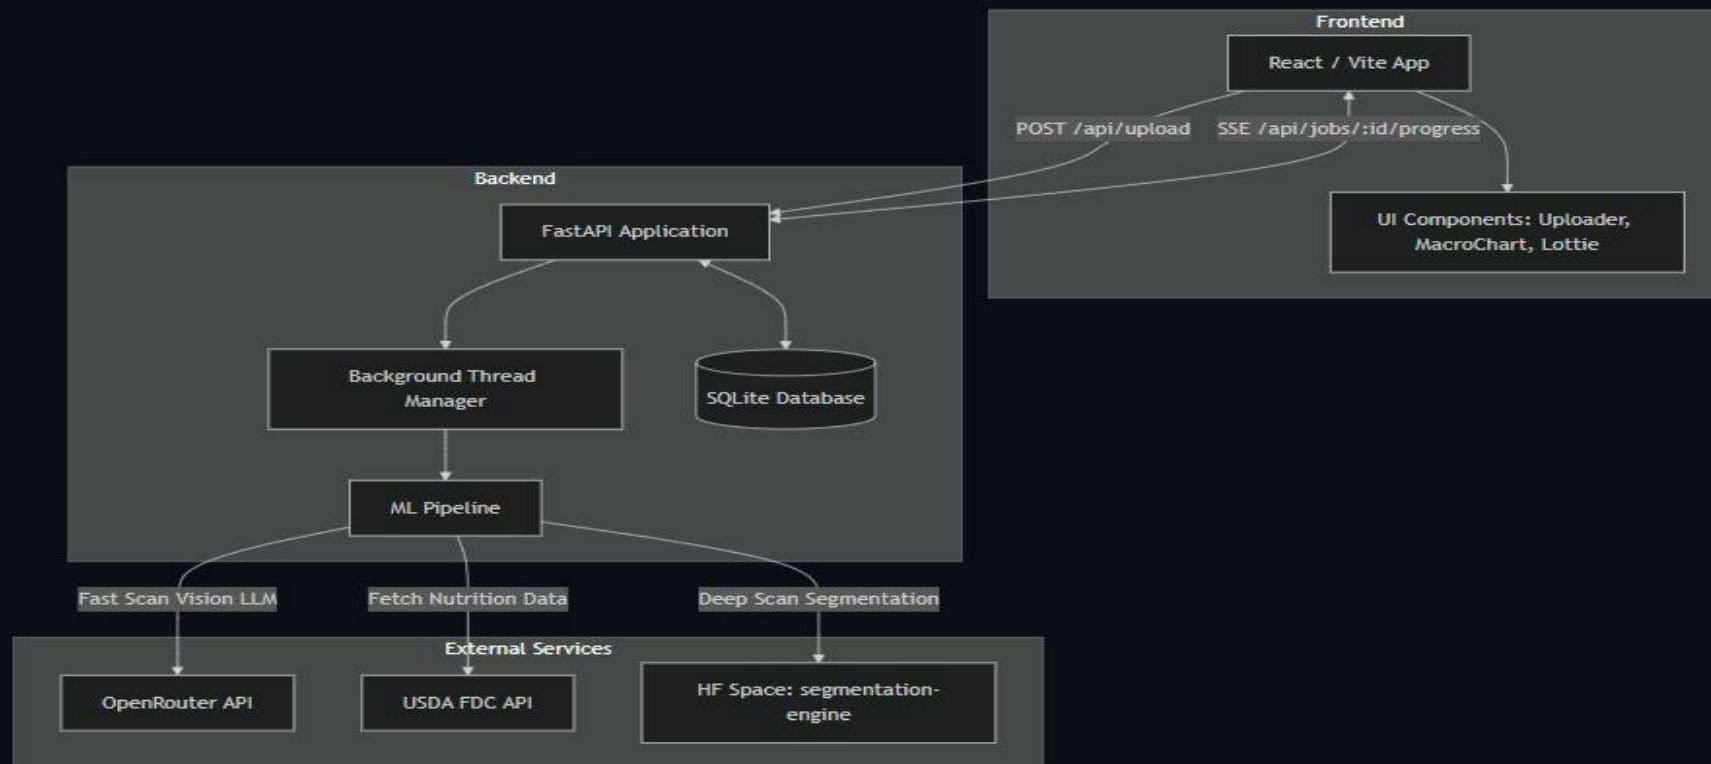 Frontend
React / Vite App
POST /api/upload
SSE /api/jobs/:id/progress
UI Components: Uploader,
MacroChart, Lottie
Backend
FastAPI Application
Background Thread
Manager
SQLite Database
ML Pipeline
Fast Scan Vision LLM
Fetch Nutrition Data
Deep Scan Segmentation
External Services
OpenRouter API
USDA FDC API
HF Space: segmentation-
engine